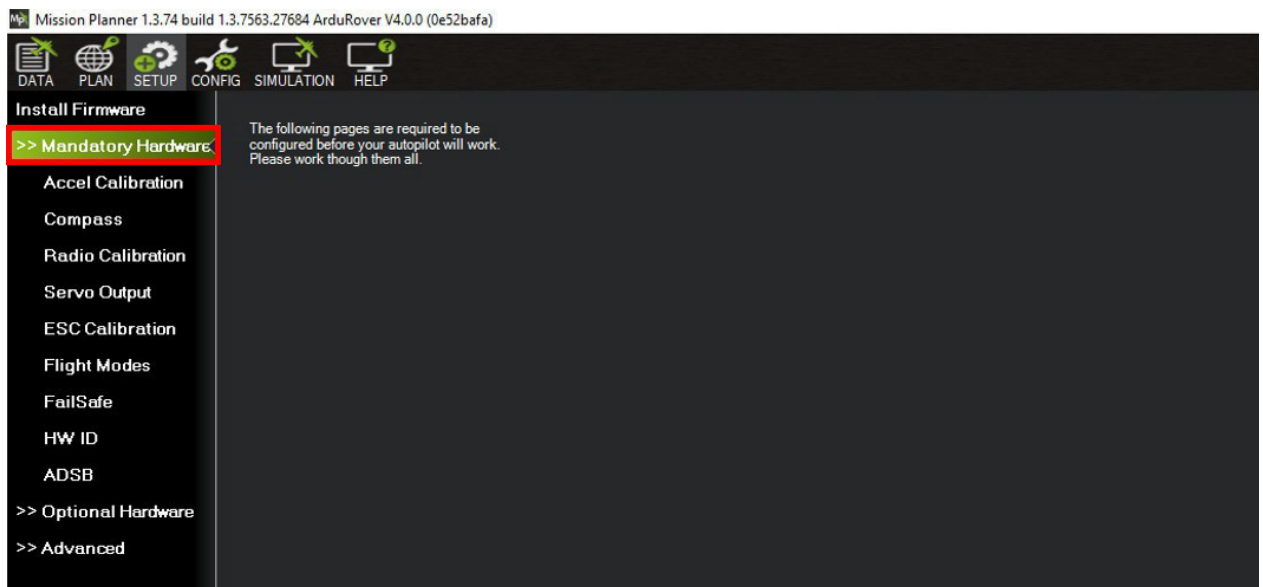 Mission Planner 1.3.74 build 1.3.7563.27684 ArduRover V4.0.0 (0e52bafa)
DATA PLAN SETUP CONFIG SIMULATION HELP
Install Firmware
>> Mandatory Hardware
The following pages are required to be
configured before your autopilot will work.
Please work though them all.
Accel Calibration
Compass
Radio Calibration
Servo Output
ESC Calibration
Flight Modes
FailSafe
HW ID
ADSB
>> Optional Hardware
>> Advanced